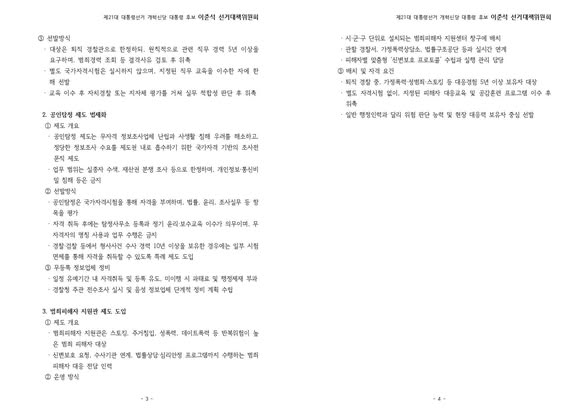 제21대 대통령선거 개혁신당 대통령 후보 이준석 선거대책위원회
③ 선발방식
· 대상은 퇴직 경찰관으로 한정하되, 원칙적으로 관련 직무 경력 5년 이상을
요구하며, 범죄경력 조회 등 결격사유 검토 후 위촉
· 별도 국가자격시험은 실시하지 않으며, 지정된 직무 교육을 이수한 자에 한
해 선발
· 교육 이수 후 자치경찰 또는 지자체 평가를 거쳐 실무 적합성 판단 후 위촉
2. 공인탐정 제도 법제화
① 제도 개요
· 공인탐정 제도는 무자격 정보조사업체 난립과 사생활 침해 우려를 해소하고,
정당한 정보조사 수요를 제도권 내로 흡수하기 위한 국가자격 기반의 조사전
문직 제도
· 업무 범위는 실종자 수색, 재산권 분쟁 조사 등으로 한정하며, 개인정보·통신비
밀 침해 등은 금지
② 선발방식
· 공인탐정은 국가자격시험을 통해 자격을 부여하며, 법률, 윤리, 조사실무 등 항
목을 평가
· 자격 취득 후에는 탐정사무소 등록과 정기 윤리·보수교육 이수가 의무이며, 무
자격자의 명칭 사용과 업무 수행은 금지
· 경찰·검찰 등에서 형사사건 수사 경력 10년 이상을 보유한 경우에는 일부 시험
면제를 통해 자격을 취득할 수 있도록 특례 제도 도입
③ 무등록 정보업체 정비
· 일정 유예기간 내 자격취득 및 등록 유도, 미이행 시 과태료 및 행정제재 부과
· 경찰청 주관 전수조사 실시 및 음성 정보업체 단계적 정비 계획 수립
3. 범죄피해자 지원관 제도 도입
① 제도 개요
· 범죄피해자 지원관은 스토킹, 주거침입, 성폭력, 데이트폭력 등 반복위험이 높
은 범죄 피해자 대상
· 신변보호 요청, 수사기관 연계, 법률상담·심리안정 프로그램까지 수행하는 범죄
피해자 대응 전담 인력
② 운영 방식
- 3 -
제21대 대통령선거 개혁신당 대통령 후보 이준석 선거대책위원회
· 시·군·구 단위로 설치되는 범죄피해자 지원센터 창구에 배치
· 관할 경찰서, 가정폭력상담소, 법률구조공단 등과 실시간 연계
· 피해자별 맞춤형 '신변보호 프로토콜' 수립과 실행 관리 담당
③ 배치 및 자격 요건
· 퇴직 경찰 중, 가정폭력·성범죄·스토킹 등 대응경험 5년 이상 보유자 대상
· 별도 자격시험 없이, 지정된 피해자 대응교육 및 공감훈련 프로그램 이수 후
위촉
· 일반 행정인력과 달리 위험 판단 능력 및 현장 대응력 보유자 중심 선발
- 4 -